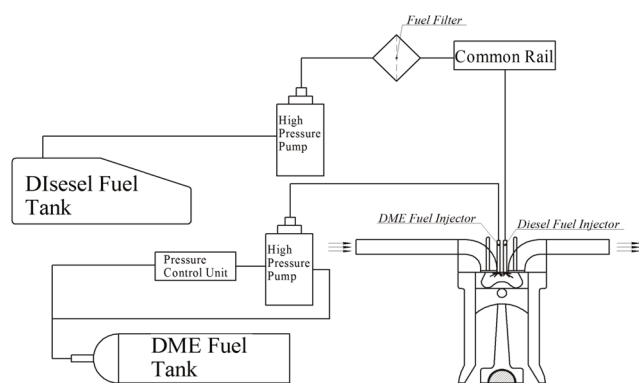 Fuel Filter
Common Rail
High
Pressure
Pump
DIsesel Fuel
Tank
DME Fuel Injector
Diesel Fuel Injector
High
Pressure
Pump
Pressure
Control Unit
DME Fuel
Tank